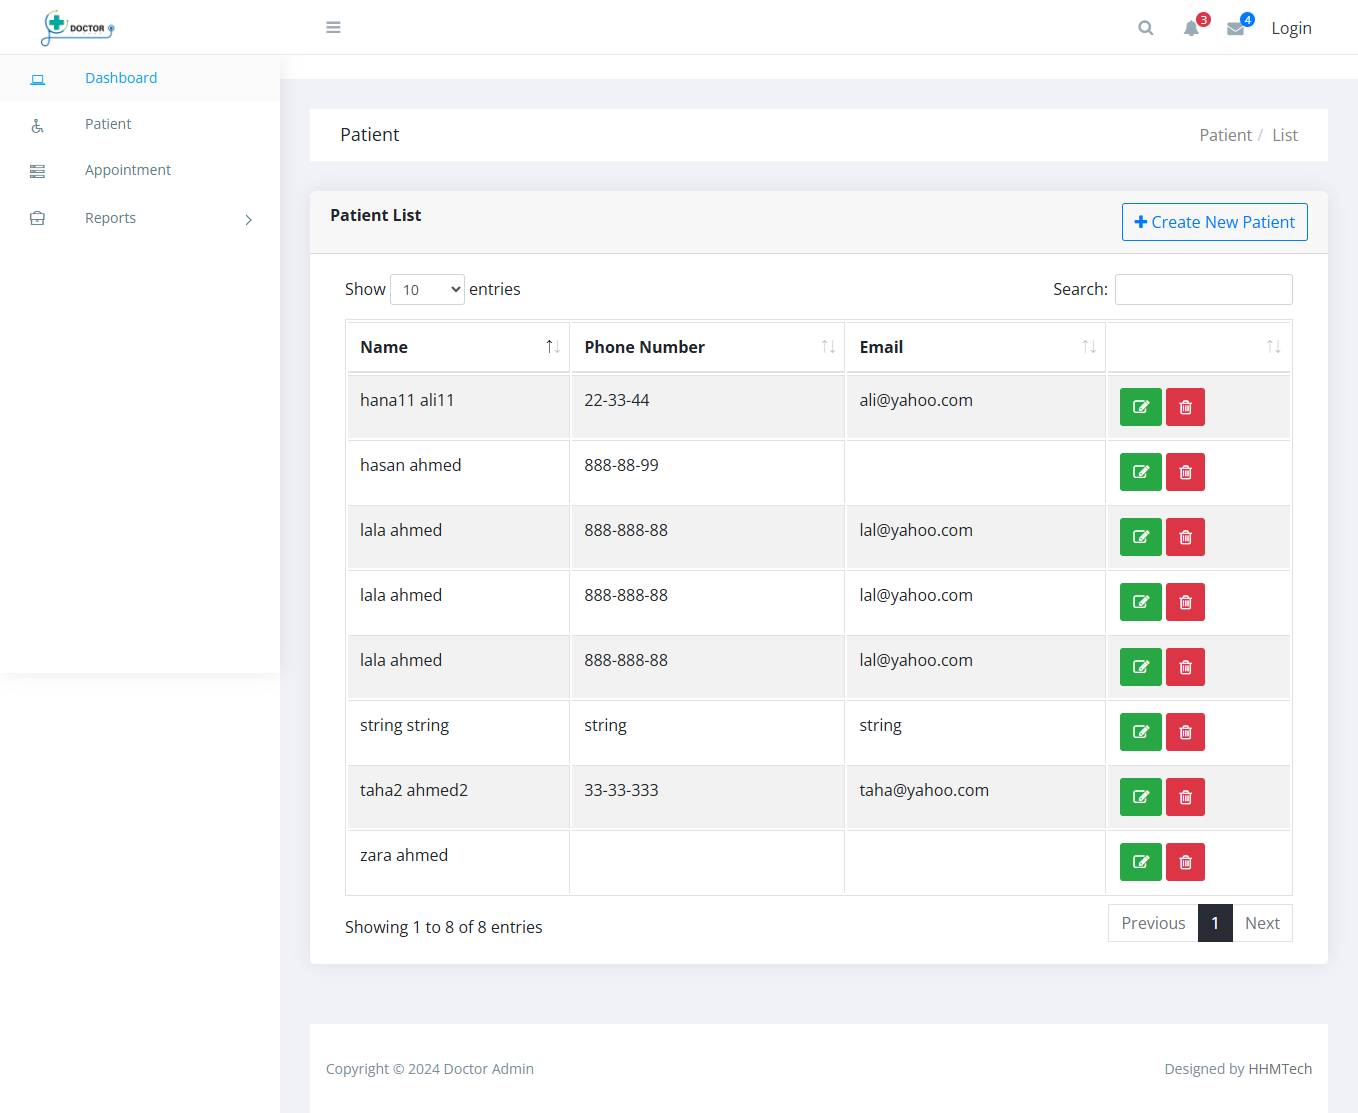 DOCTOR
3
4
Login
Dashboard
Patient
Appointment
Reports
Patient
Patient / List
Patient List
Create New Patient
Show 10 entries
Search:
Name Phone Number Email
hana11 ali11 22-33-44 ali@yahoo.com
hasan ahmed 888-88-99
lala ahmed 888-888-88 lal@yahoo.com
lala ahmed 888-888-88 lal@yahoo.com
lala ahmed 888-888-88 lal@yahoo.com
string string string string
taha2 ahmed2 33-33-333 taha@yahoo.com
zara ahmed
Showing 1 to 8 of 8 entries
Previous 1 Next
Copyright © 2024 Doctor Admin
Designed by HHMTech